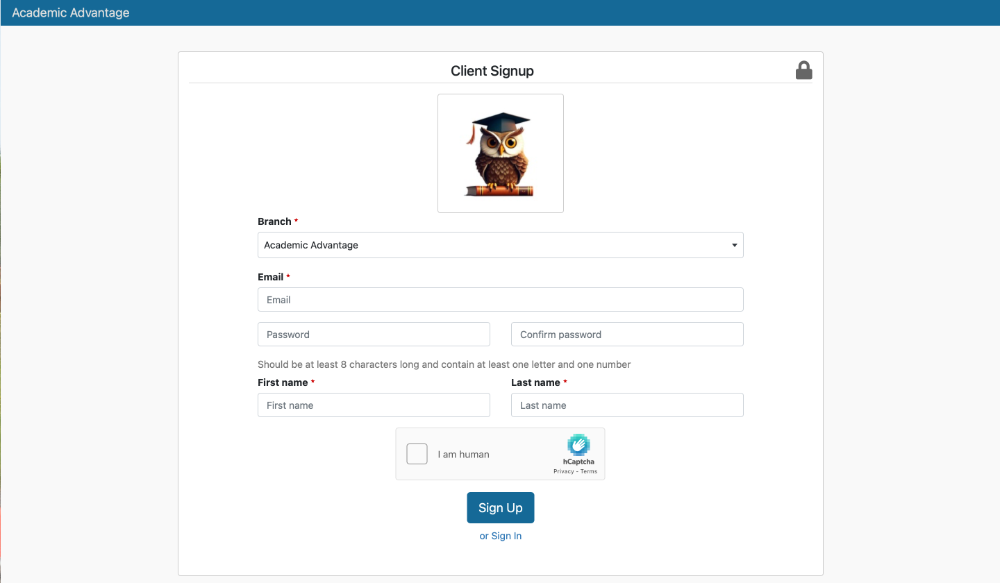 Academic Advantage
Client Signup
Branch *
Academic Advantage
Email *
Email
Password
Confirm password
Should be at least 8 characters long and contain at least one letter and one number
First name *
Last name *
First name
Last name
I am human
hCaptcha
Privacy - Terms
Sign Up
or Sign In